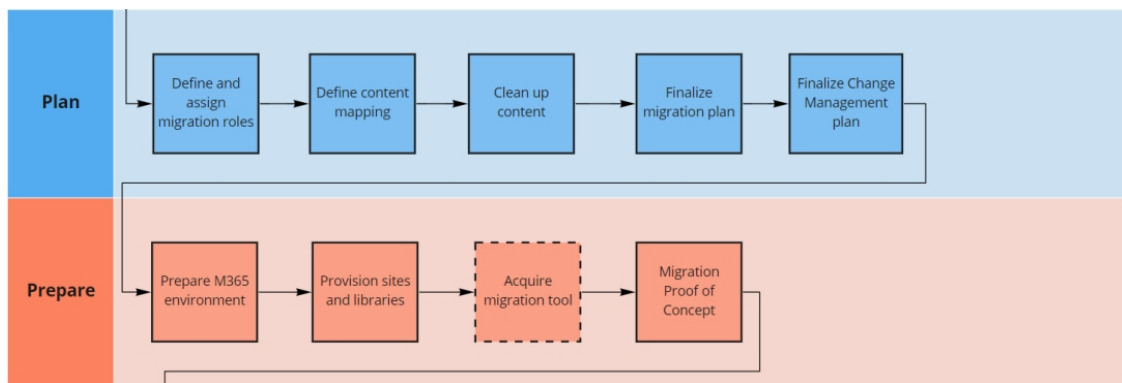 Plan
Define and
assign
migration roles
Define content
mapping
Clean up
content
Finalize
migration plan
Finalize Change
Management
plan
Prepare
Prepare M365
environment
Provision sites
and libraries
Acquire
migration tool
Migration
Proof of
Concept